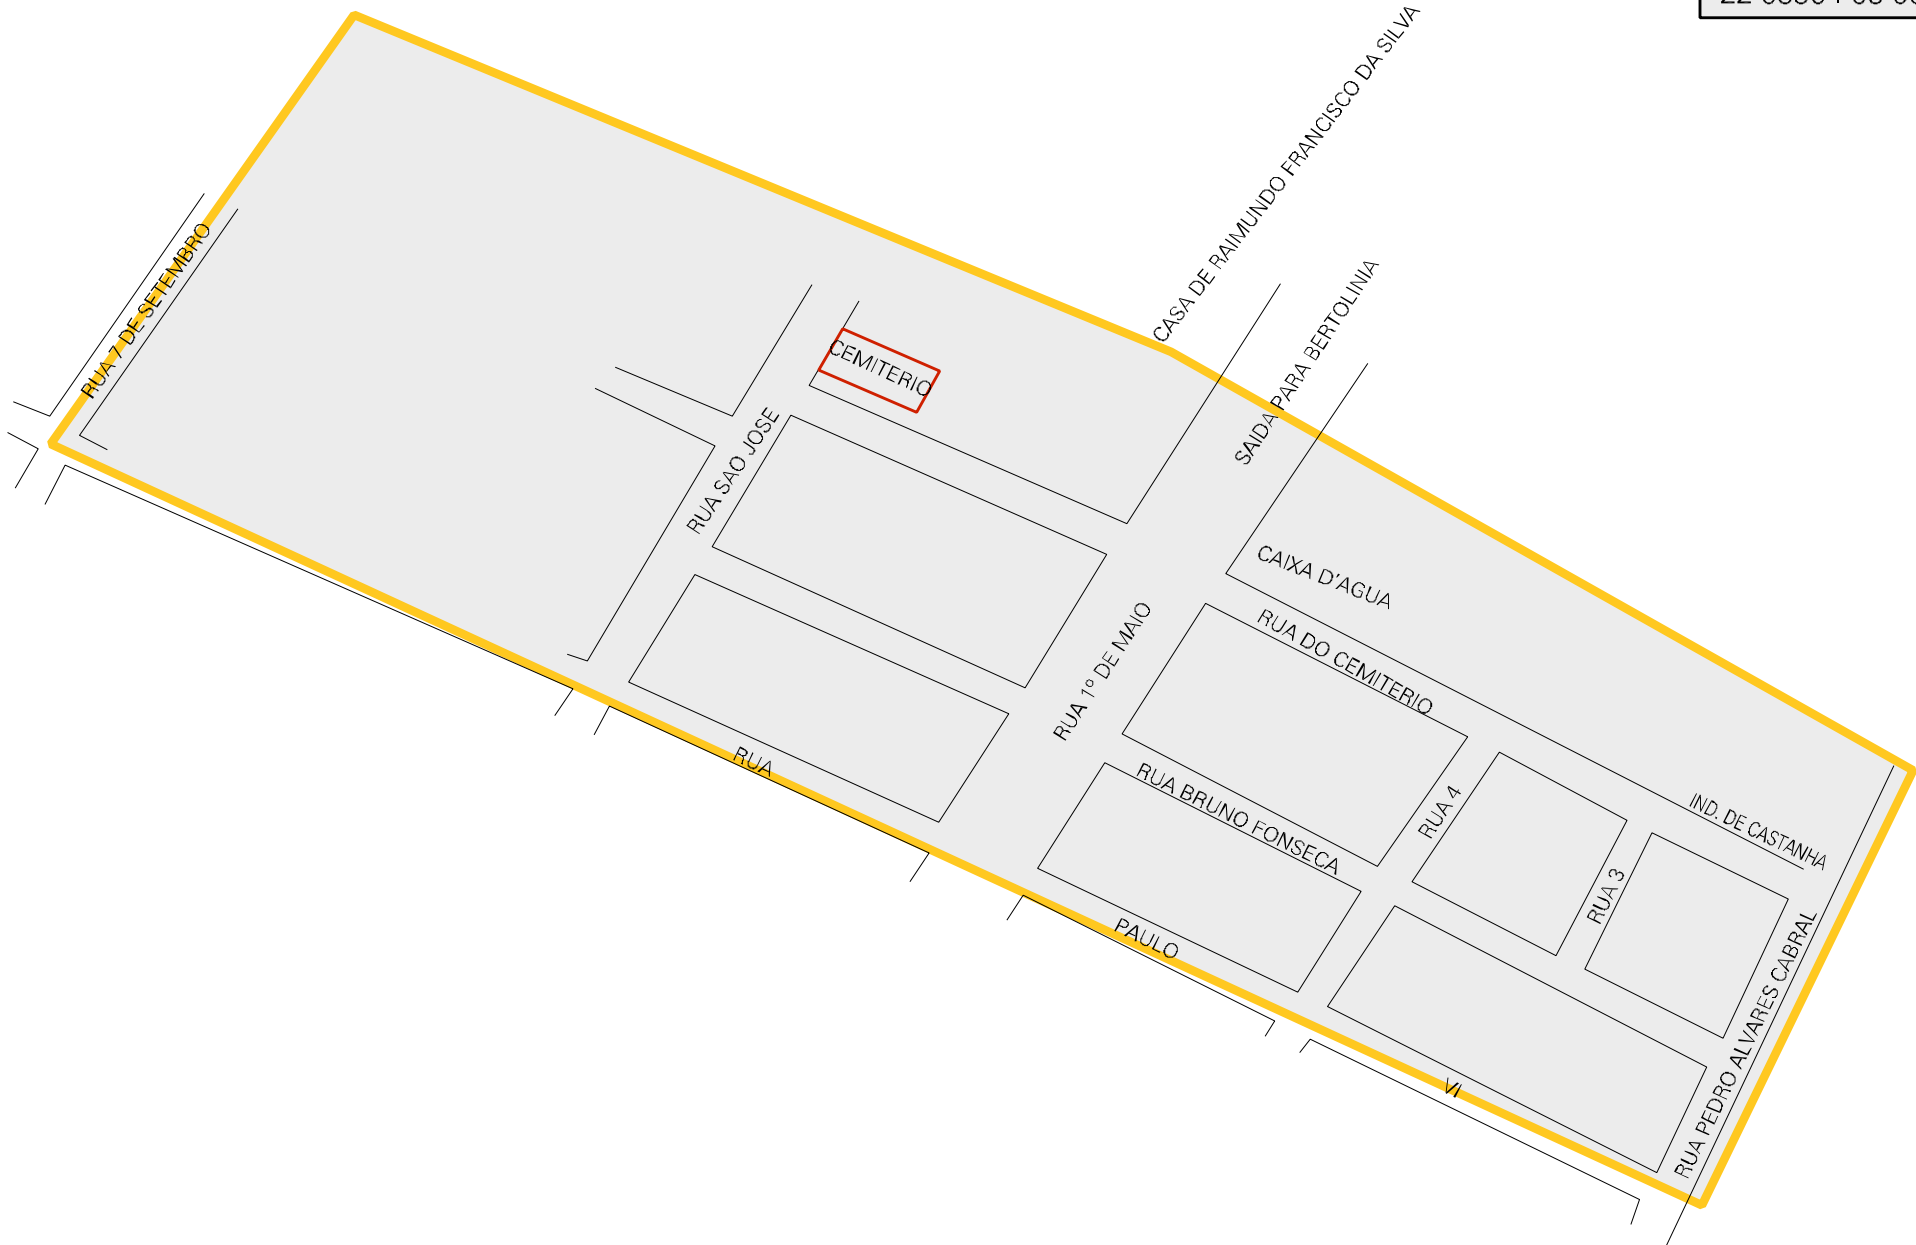 CASA DE RAIMUNDO FRANCISCO DA SILVA
RUA 7 DE SETEMBRO
SAIDA PARA BERTOLINIA
CEMITERIO
RUA SAO JOSE
CAIXA D'AGUA
RUA 1º DE MAIO
RUA DO CEMITERIO
RUA BRUNO FONSECA
RUA 4
IND. DE CASTANHA
RUA 3
RUA PEDRO ALVARES CABRAL
RUA
PAULO
VI